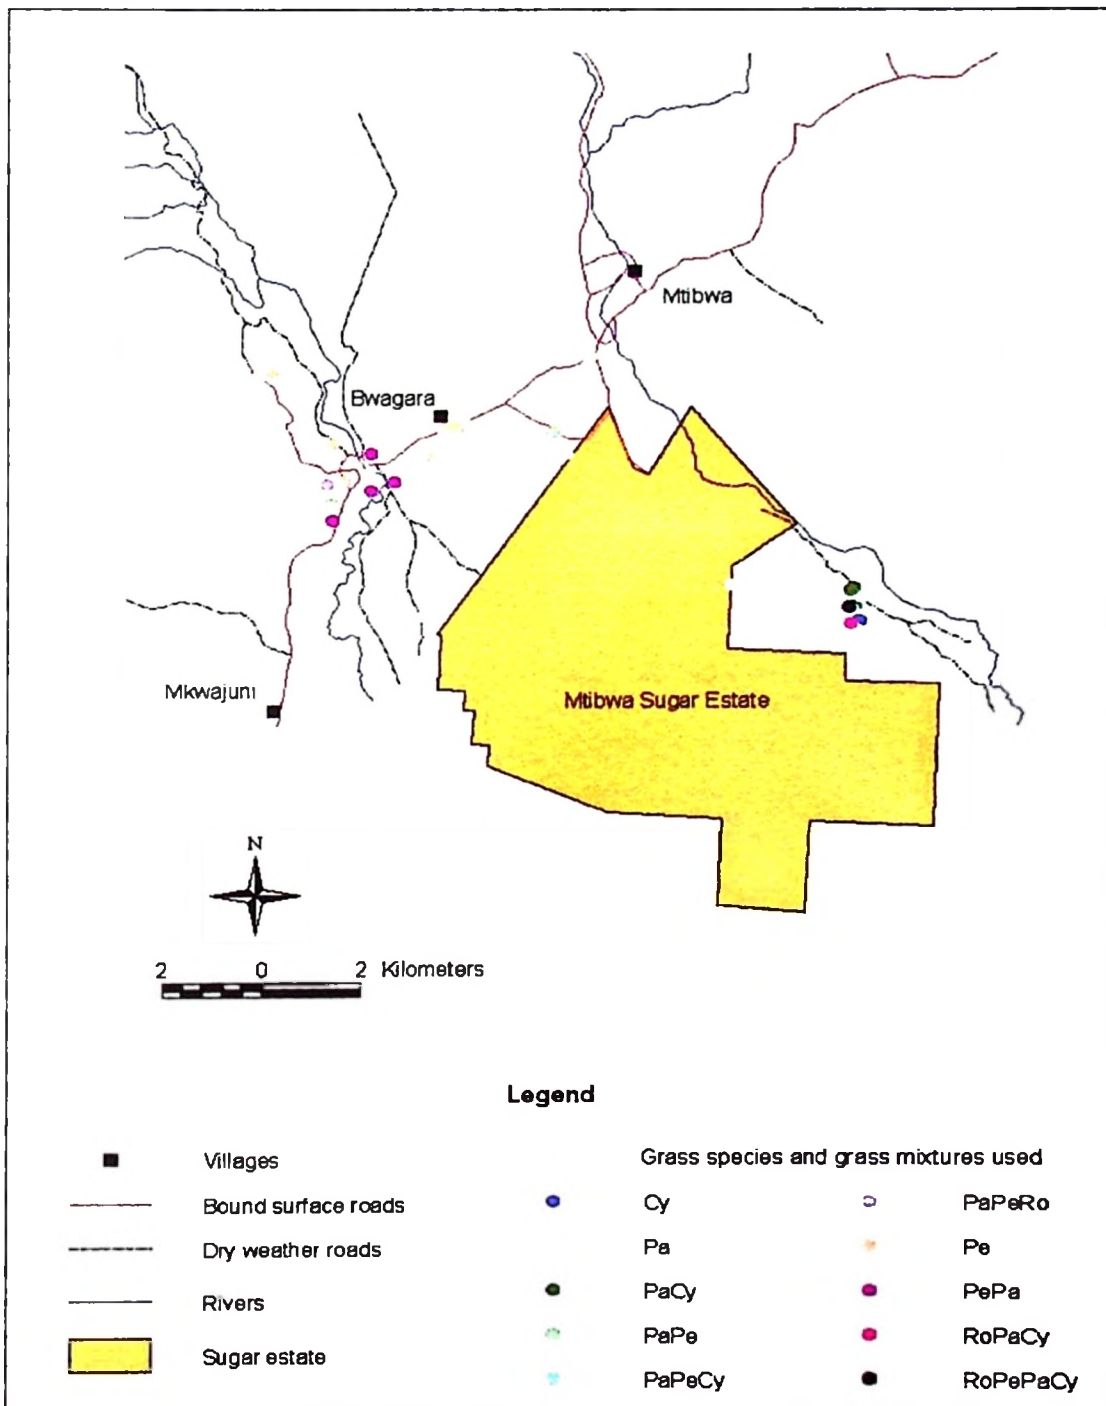 Mtibwa
Bwagara
Mkwajuni
Mtibwa Sugar Estate
N
2 0 2 Kilometers
Legend
Villages
Bound surface roads
Dry weather roads
Rivers
Sugar estate
Grass species and grass mixtures used
Cy
Pa
PaCy
PaPe
PaPeCy
PaPeRo
Pe
PePa
RoPaCy
RoPePaCy